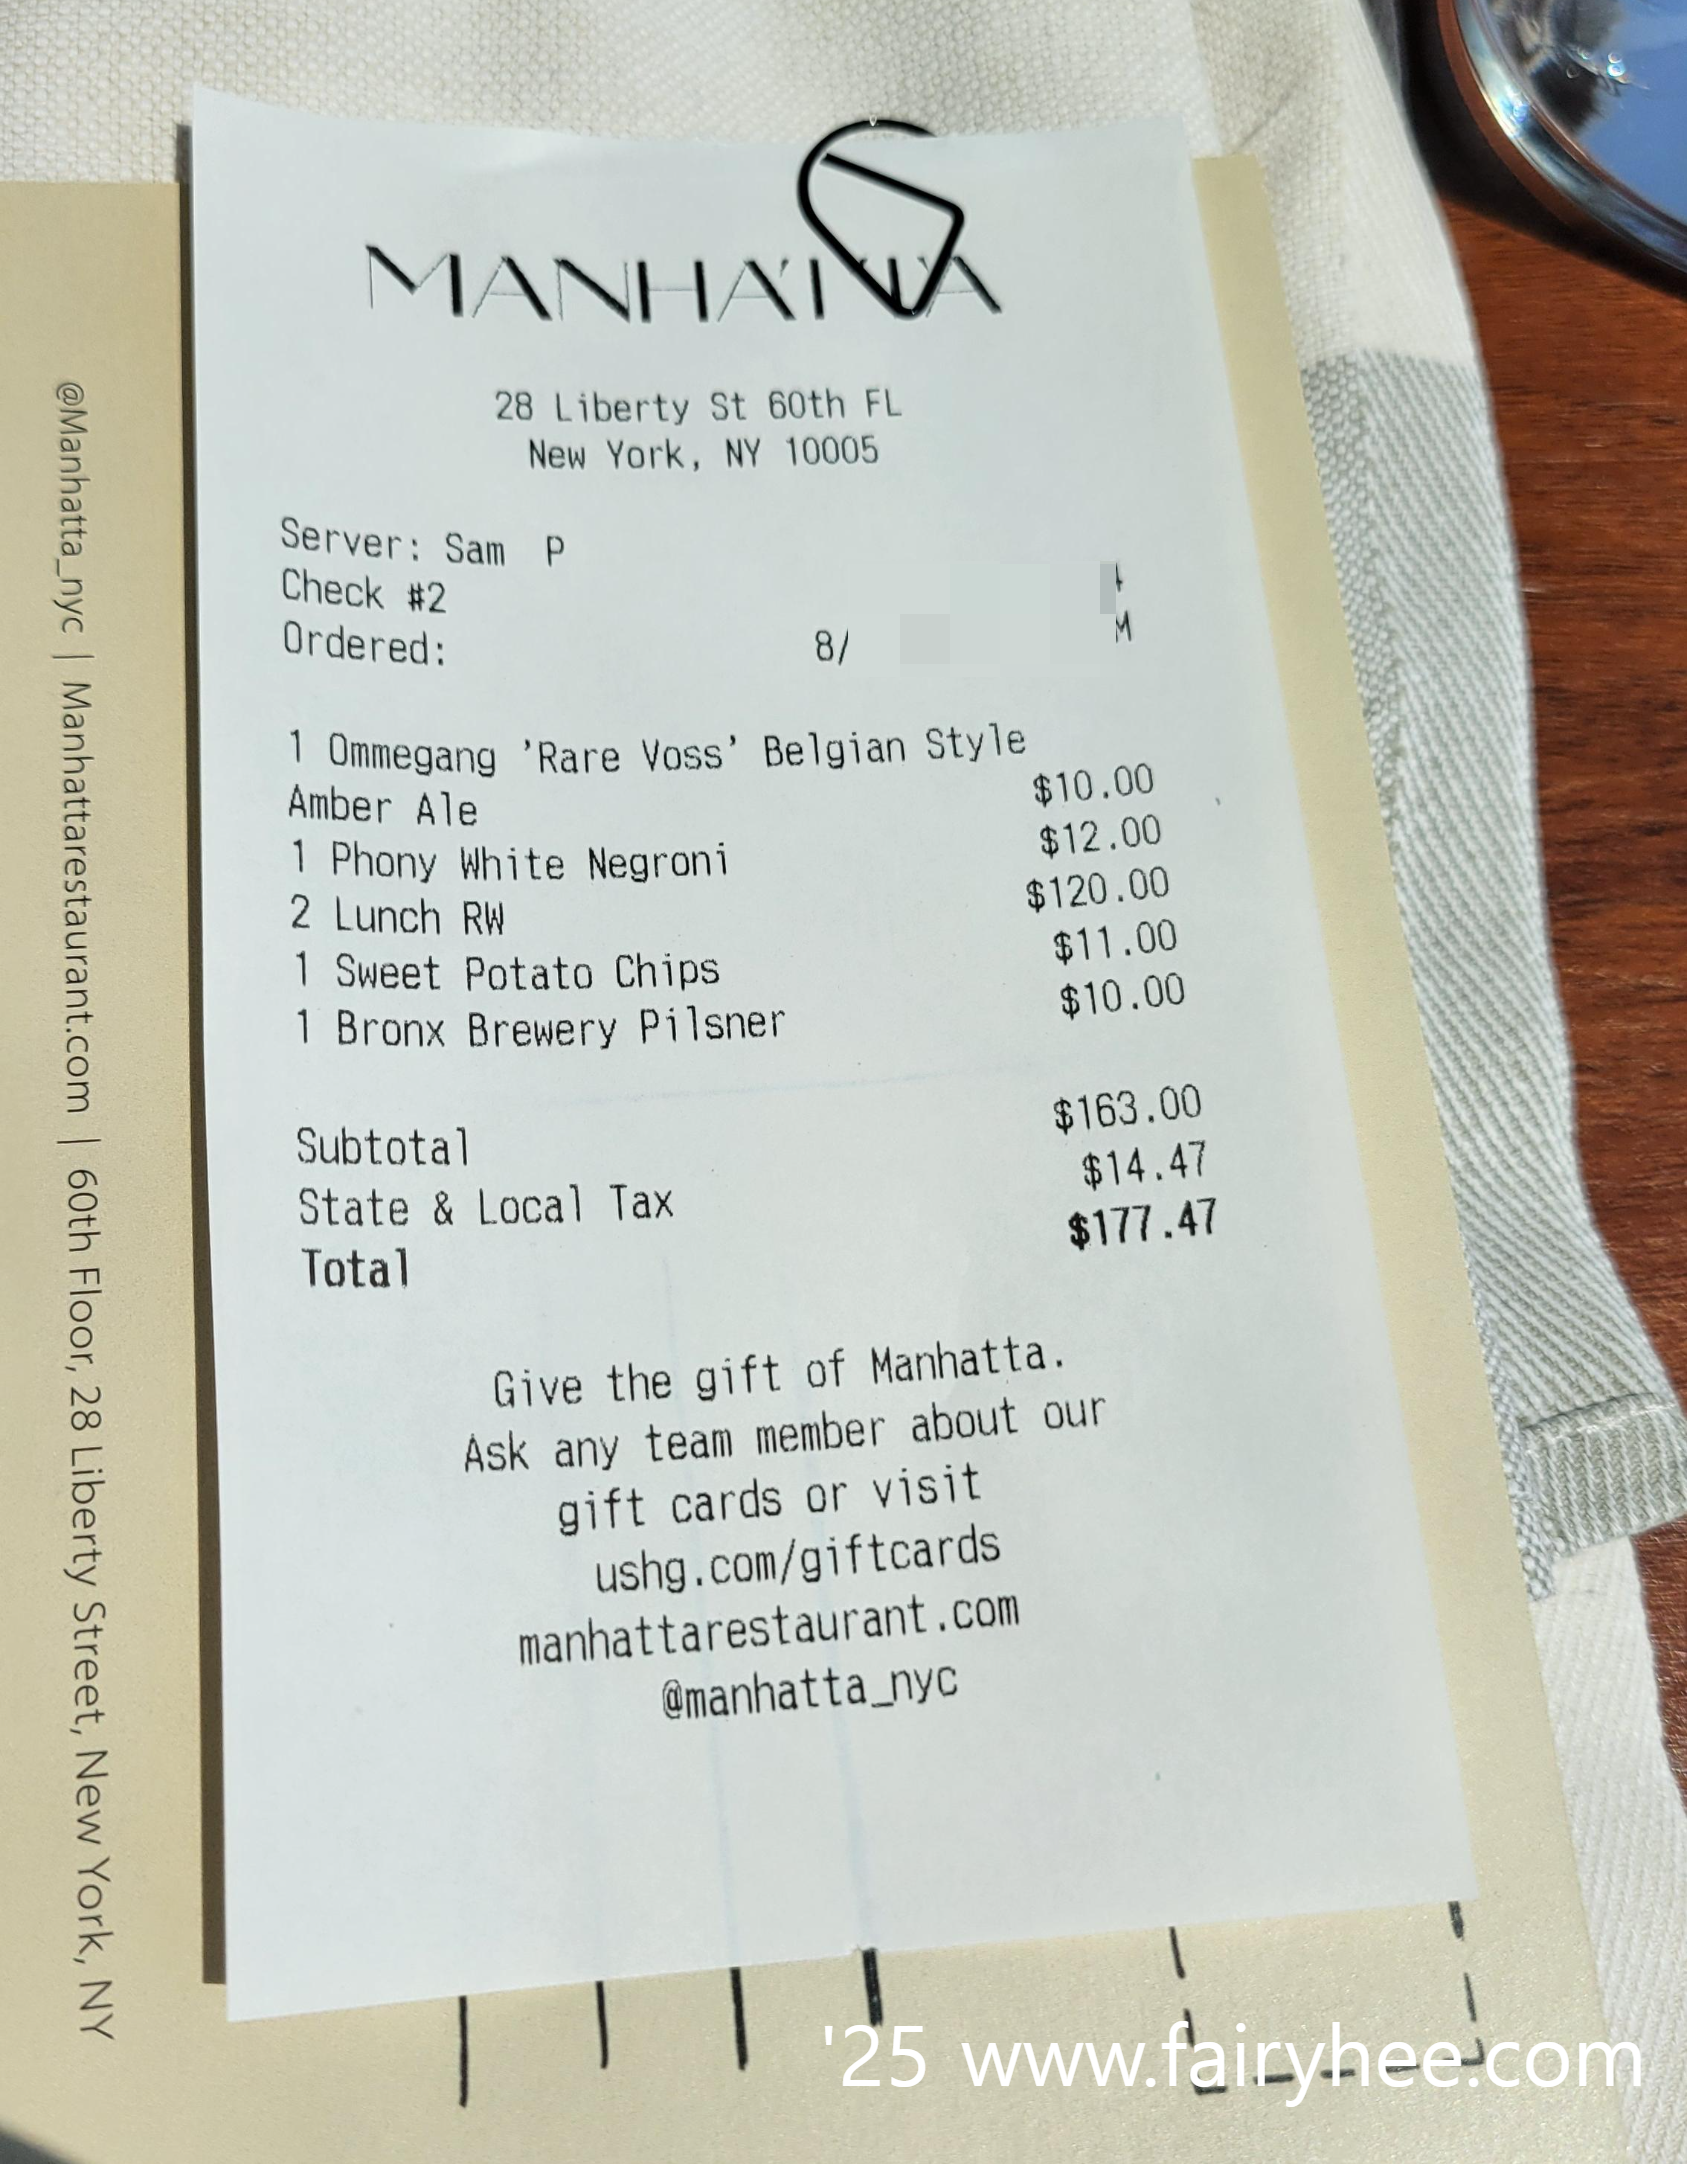 MANHATTA
28 Liberty St 60th FL
New York, NY 10005
Server: Sam P
Check #2
Ordered: 8/ M
1 Ommegang 'Rare Voss' Belgian Style
Amber Ale $10.00
1 Phony White Negroni $12.00
2 Lunch RW $120.00
1 Sweet Potato Chips $11.00
1 Bronx Brewery Pilsner $10.00
Subtotal $163.00
State & Local Tax $14.47
Total $177.47
Give the gift of Manhatta.
Ask any team member about our
gift cards or visit
ushg.com/giftcards
manhattarestaurant.com
@manhatta_nyc
@Manhatta_nyc | Manhattarestaurant.com | 60th Floor, 28 Liberty Street, New York, NY
'25 www.fairyhee.com